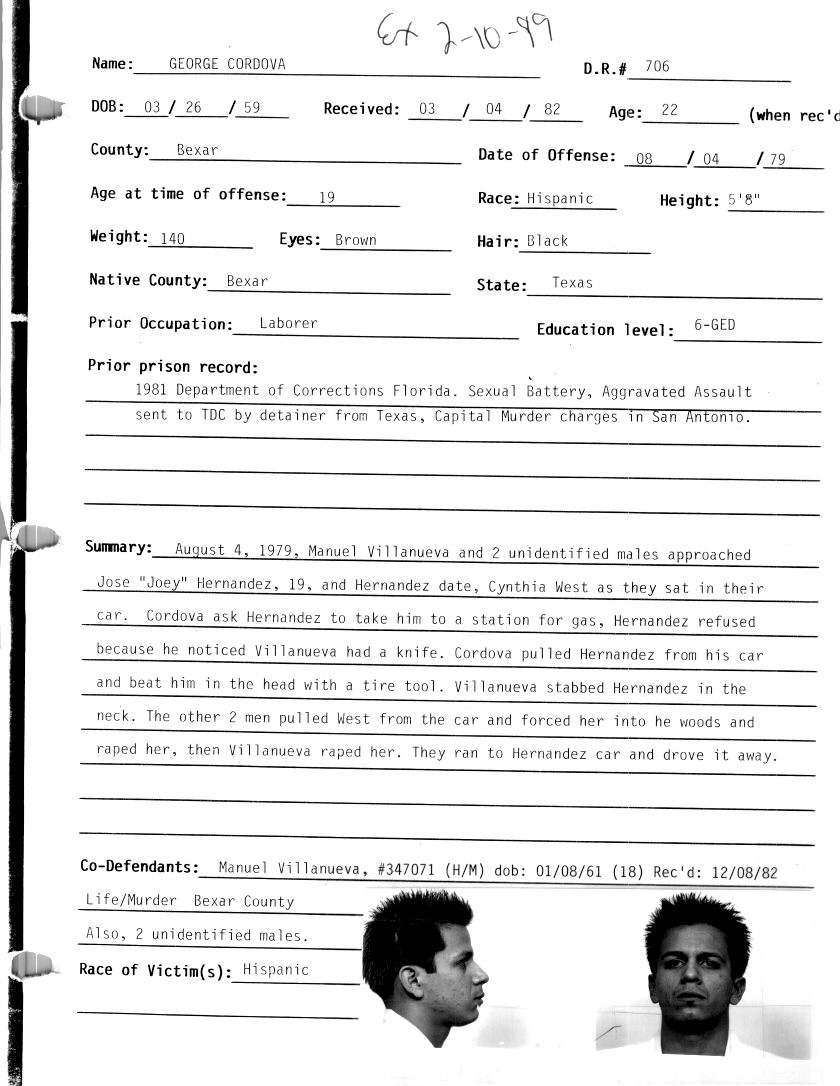 Ex 2-10-99
Name: GEORGE CORDOVA D.R.# 706
DOB: 03 / 26 / 59 Received: 03 / 04 / 82 Age: 22 (when rec'd
County: Bexar Date of Offense: 08 / 04 / 79
Age at time of offense: 19 Race: Hispanic Height: 5'8"
Weight: 140 Eyes: Brown Hair: Black
Native County: Bexar State: Texas
Prior Occupation: Laborer Education level: 6-GED
Prior prison record:
1981 Department of Corrections Florida. Sexual Battery, Aggravated Assault
sent to TDC by detainer from Texas, Capital Murder charges in San Antonio.
Summary: August 4, 1979, Manuel Villanueva and 2 unidentified males approached
Jose "Joey" Hernandez, 19, and Hernandez date, Cynthia West as they sat in their
car. Cordova ask Hernandez to take him to a station for gas, Hernandez refused
because he noticed Villanueva had a knife. Cordova pulled Hernandez from his car
and beat him in the head with a tire tool. Villanueva stabbed Hernandez in the
neck. The other 2 men pulled West from the car and forced her into he woods and
raped her, then Villanueva raped her. They ran to Hernandez car and drove it away.
Co-Defendants: Manuel Villanueva, #347071 (H/M) dob: 01/08/61 (18) Rec'd: 12/08/82
Life/Murder Bexar County
Also, 2 unidentified males.
Race of Victim(s): Hispanic